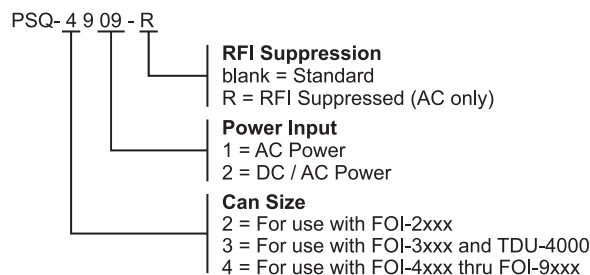 PSQ- 4 9 09 - R
RFI Suppression
blank = Standard
R = RFI Suppressed (AC only)
Power Input
1 = AC Power
2 = DC / AC Power
Can Size
2 = For use with FOI-2xxx
3 = For use with FOI-3xxx and TDU-4000
4 = For use with FOI-4xxx thru FOI-9xxx